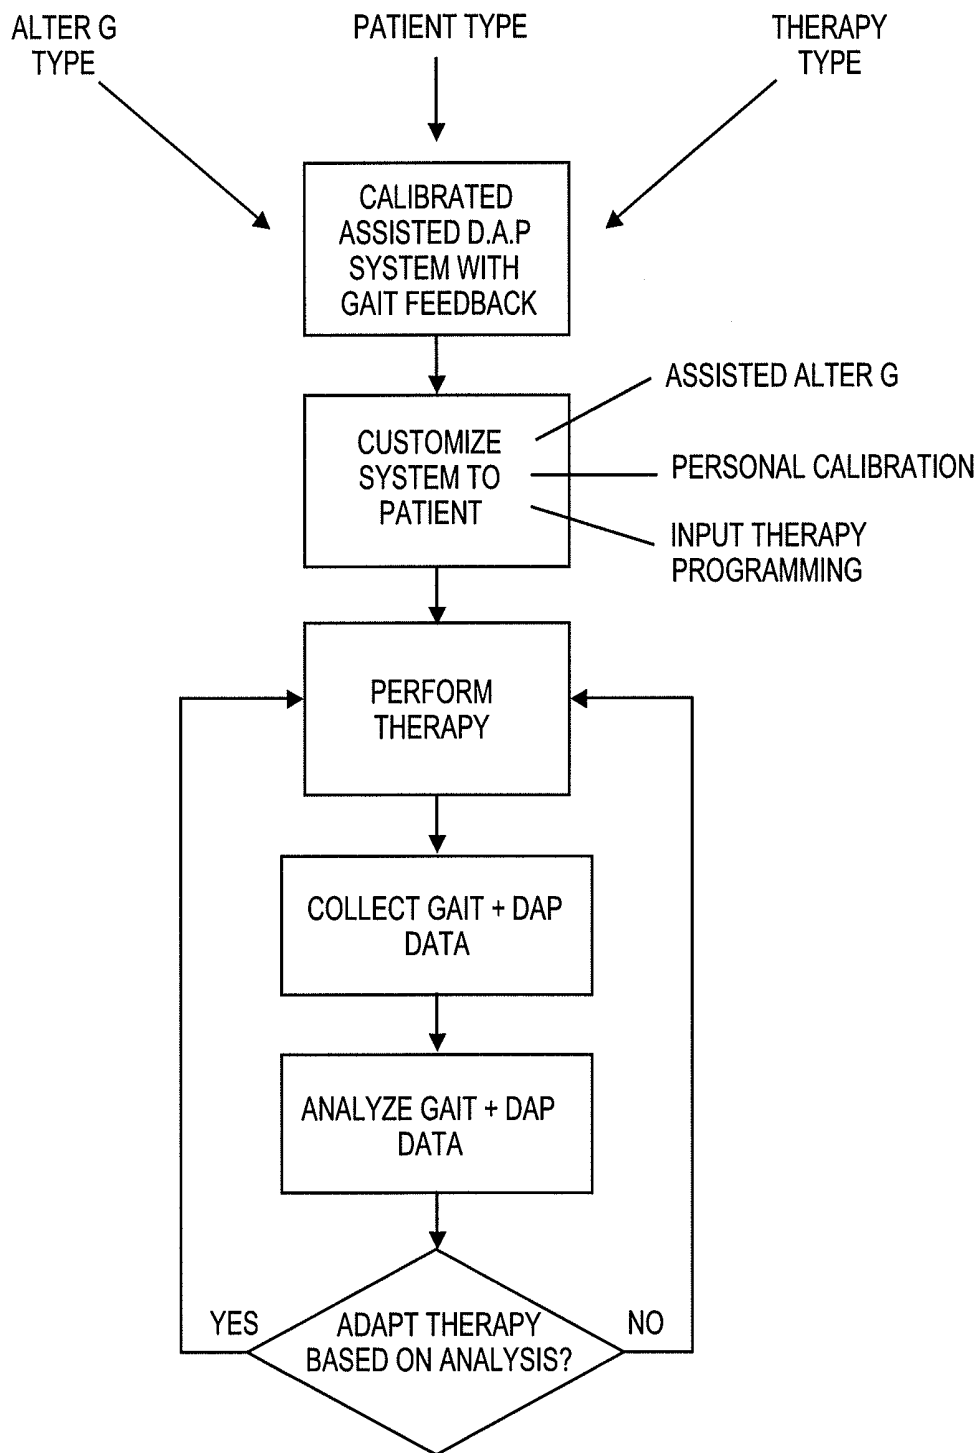 ALTER G
TYPE
PATIENT TYPE
THERAPY
TYPE
CALIBRATED
ASSISTED D.A.P
SYSTEM WITH
GAIT FEEDBACK
CUSTOMIZE
SYSTEM TO
PATIENT
ASSISTED ALTER G
PERSONAL CALIBRATION
INPUT THERAPY
PROGRAMMING
PERFORM
THERAPY
COLLECT GAIT + DAP
DATA
ANALYZE GAIT + DAP
DATA
YES
ADAPT THERAPY
BASED ON ANALYSIS?
NO